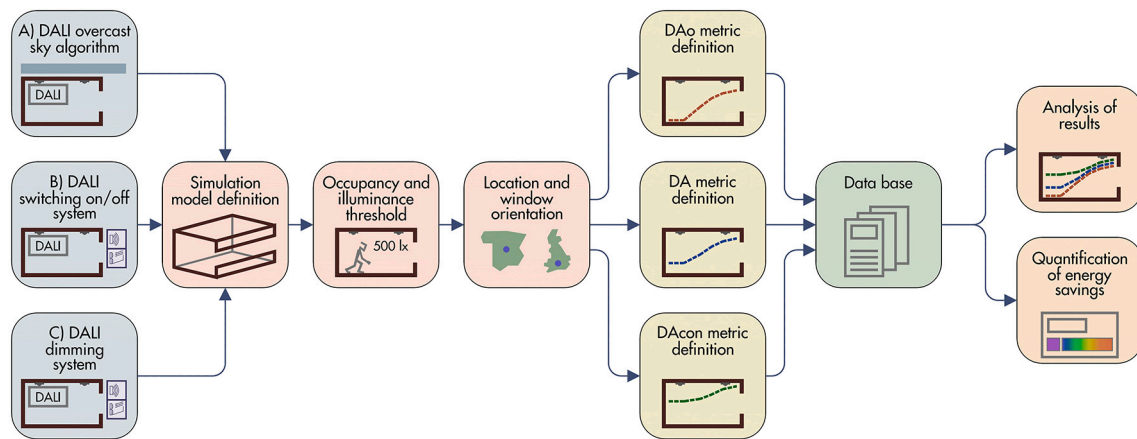 A) DALI overcast
sky algorithm
DALI
B) DALI
switching on/off
system
DALI
C) DALI
dimming
system
DALI
Simulation
model definition
Occupancy and
illuminance
threshold
500 lx
Location and
window
orientation
DAo metric
definition
DA metric
definition
DAcon metric
definition
Data base
Analysis of
results
Quantification
of energy
savings